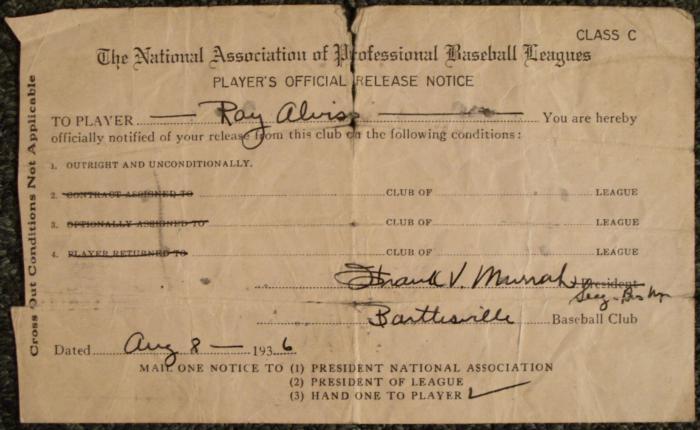 CLASS C
The National Association of Professional Baseball Leagues
PLAYER'S OFFICIAL RELEASE NOTICE
TO PLAYER Ray Alviss You are hereby
officially notified of your release from this club on the following conditions:
1. OUTRIGHT AND UNCONDITIONALLY.
2. CONTRACT ASSIGNED TO CLUB OF LEAGUE
3. OPTIONALLY ASSIGNED TO CLUB OF LEAGUE
4. PLAYER RETURNED TO CLUB OF LEAGUE
Cross Out Conditions Not Applicable
Frank V. Murrah President
Secy-Bus Mgr
Bartlesville Baseball Club
Dated Aug 8 — 1936
MAIL ONE NOTICE TO (1) PRESIDENT NATIONAL ASSOCIATION
(2) PRESIDENT OF LEAGUE
(3) HAND ONE TO PLAYER ✓